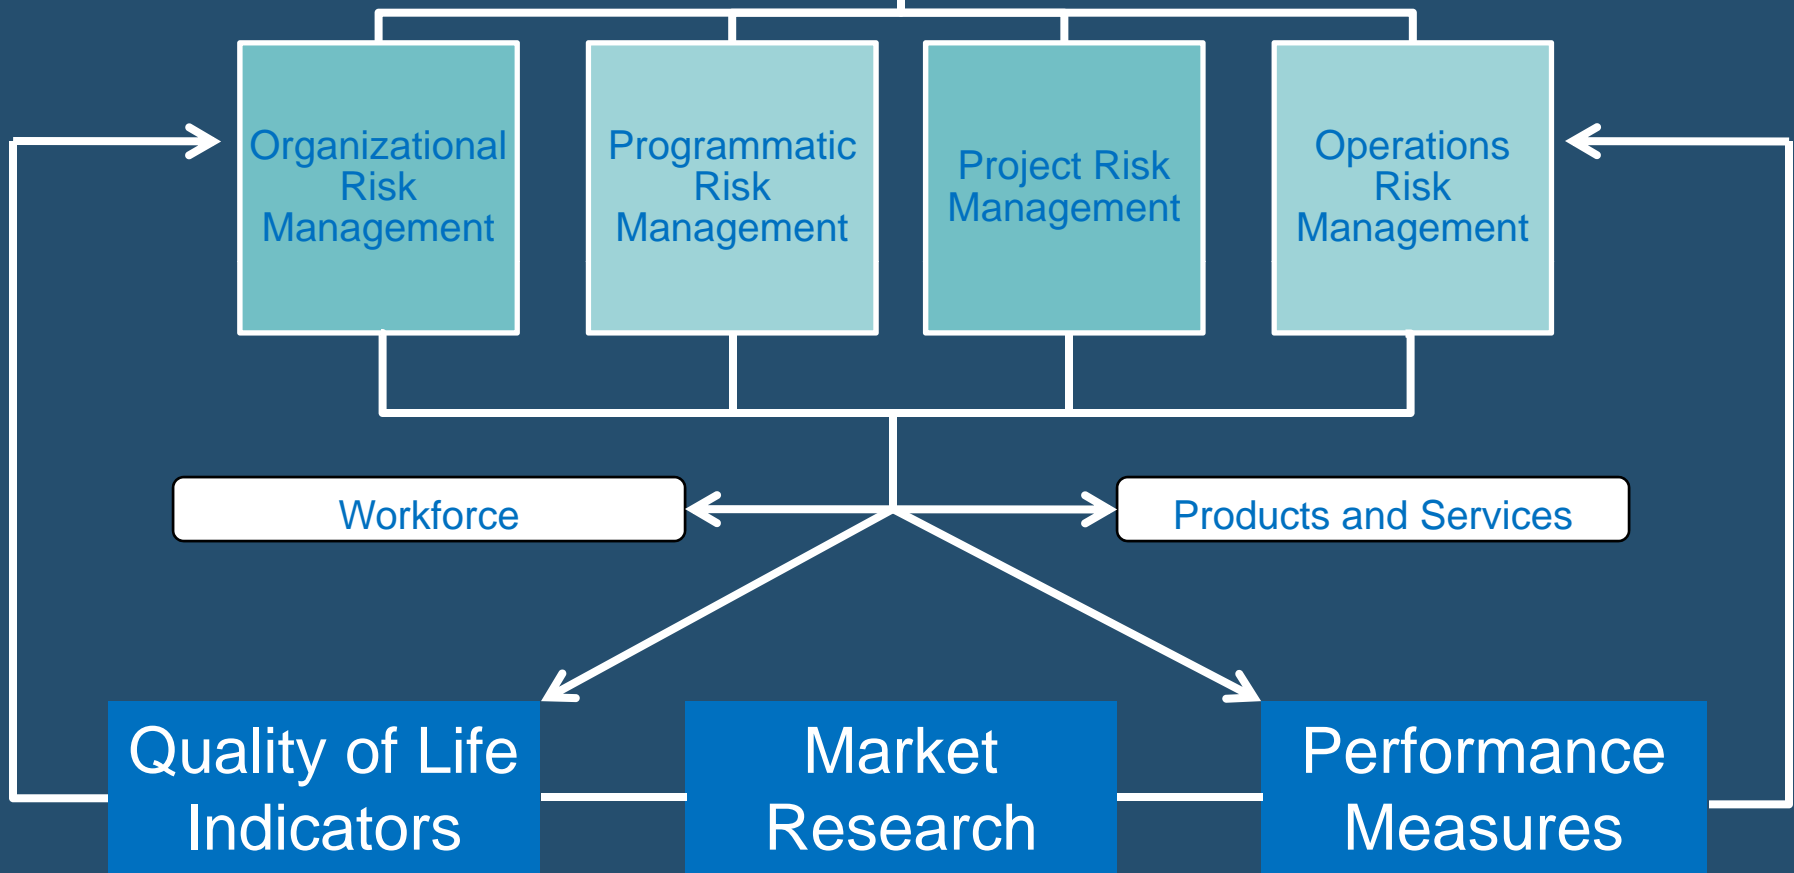 Organizational
Risk
Management
Programmatic
Risk
Management
Project Risk
Management
Operations
Risk
Management
Workforce
Products and Services
Quality of Life
Indicators
Market
Research
Performance
Measures